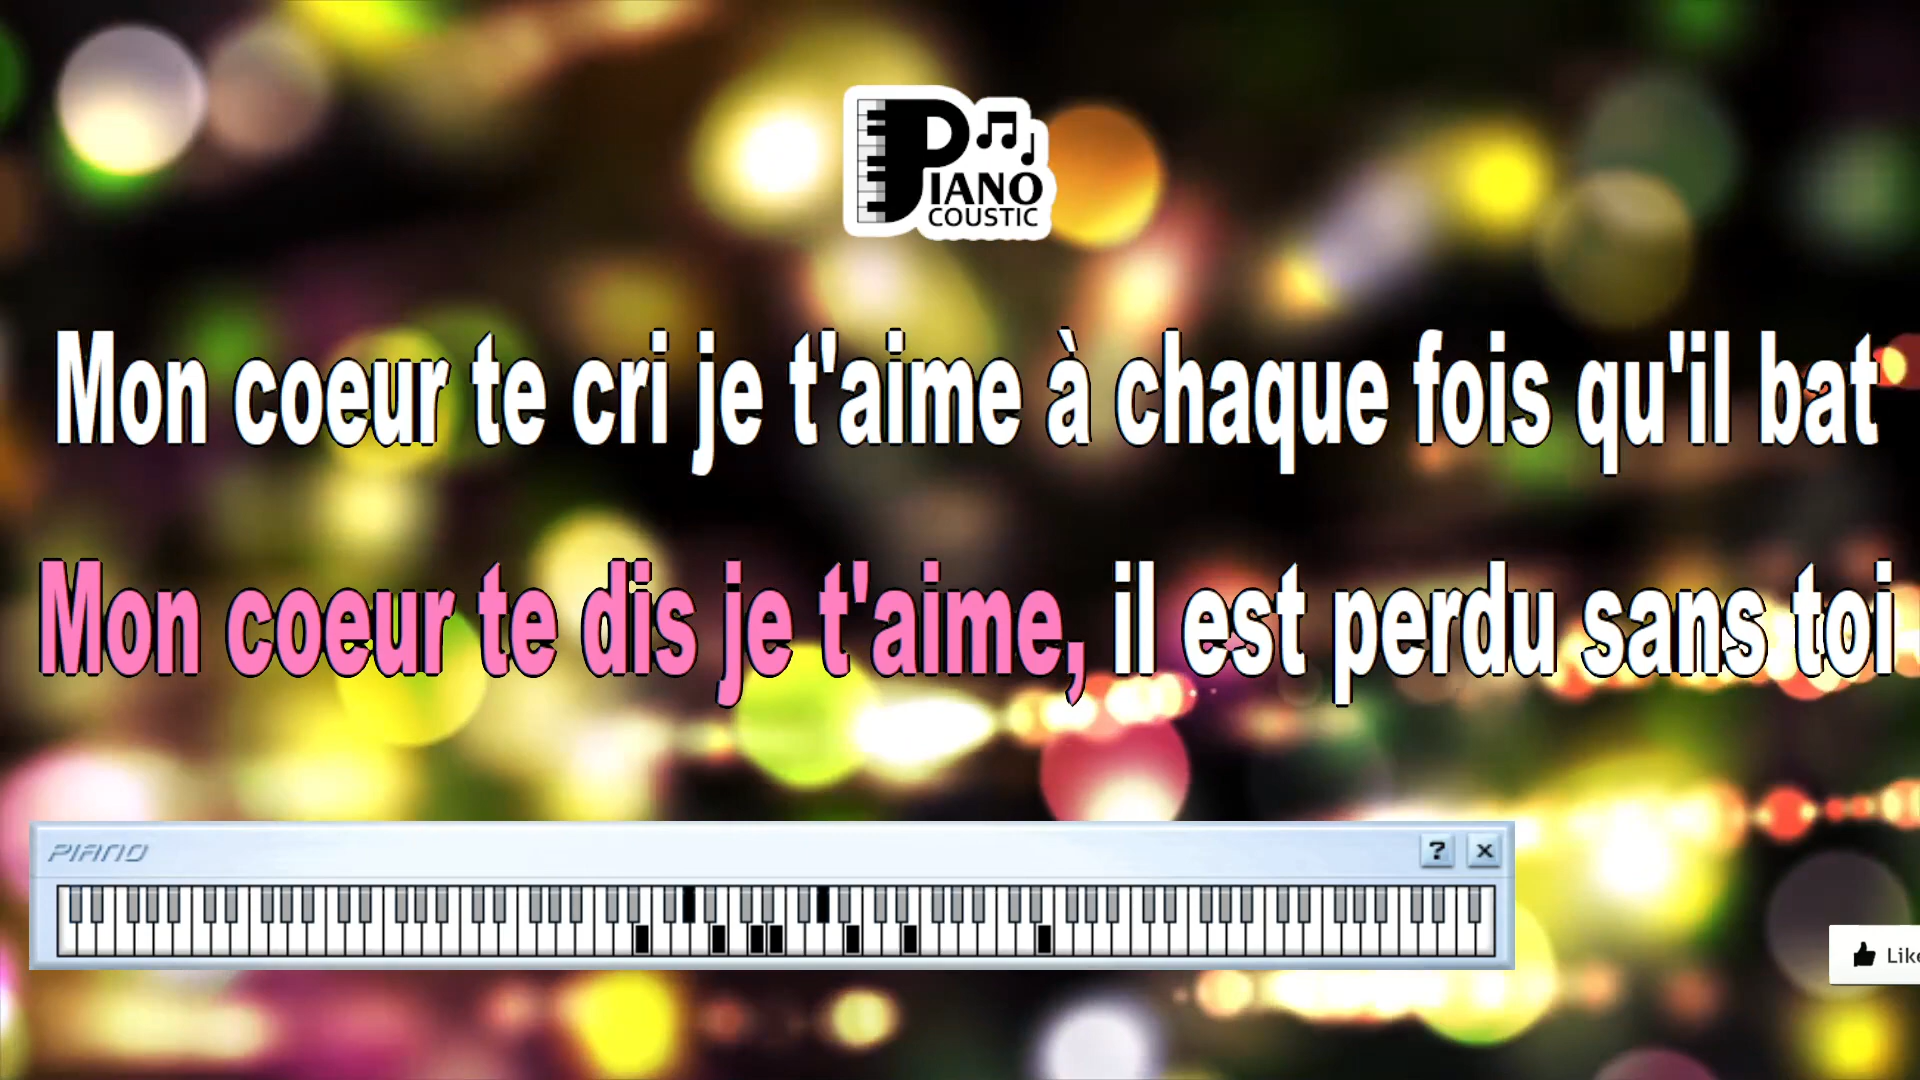 PIANO
COUSTIC
Mon coeur te cri je t'aime à chaque fois qu'il bat
Mon coeur te dis je t'aime, il est perdu sans toi
PIANO
?
x
Like